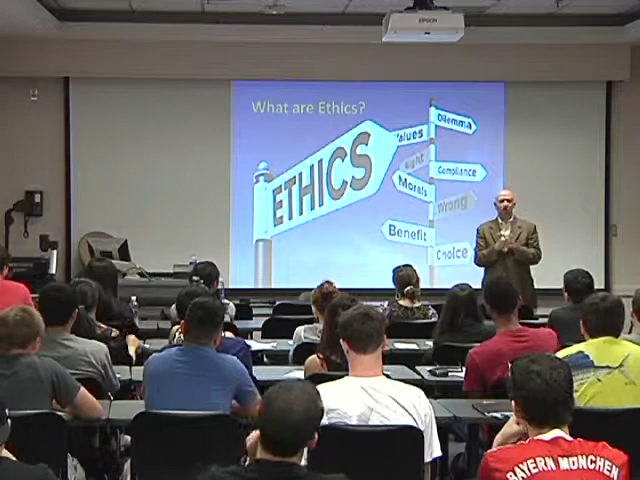 EPSON
What are Ethics?
ETHICS
Values
Dilemma
Right
Compliance
Morals
Wrong
Benefit
Choice
BAYERN MÜNCHEN